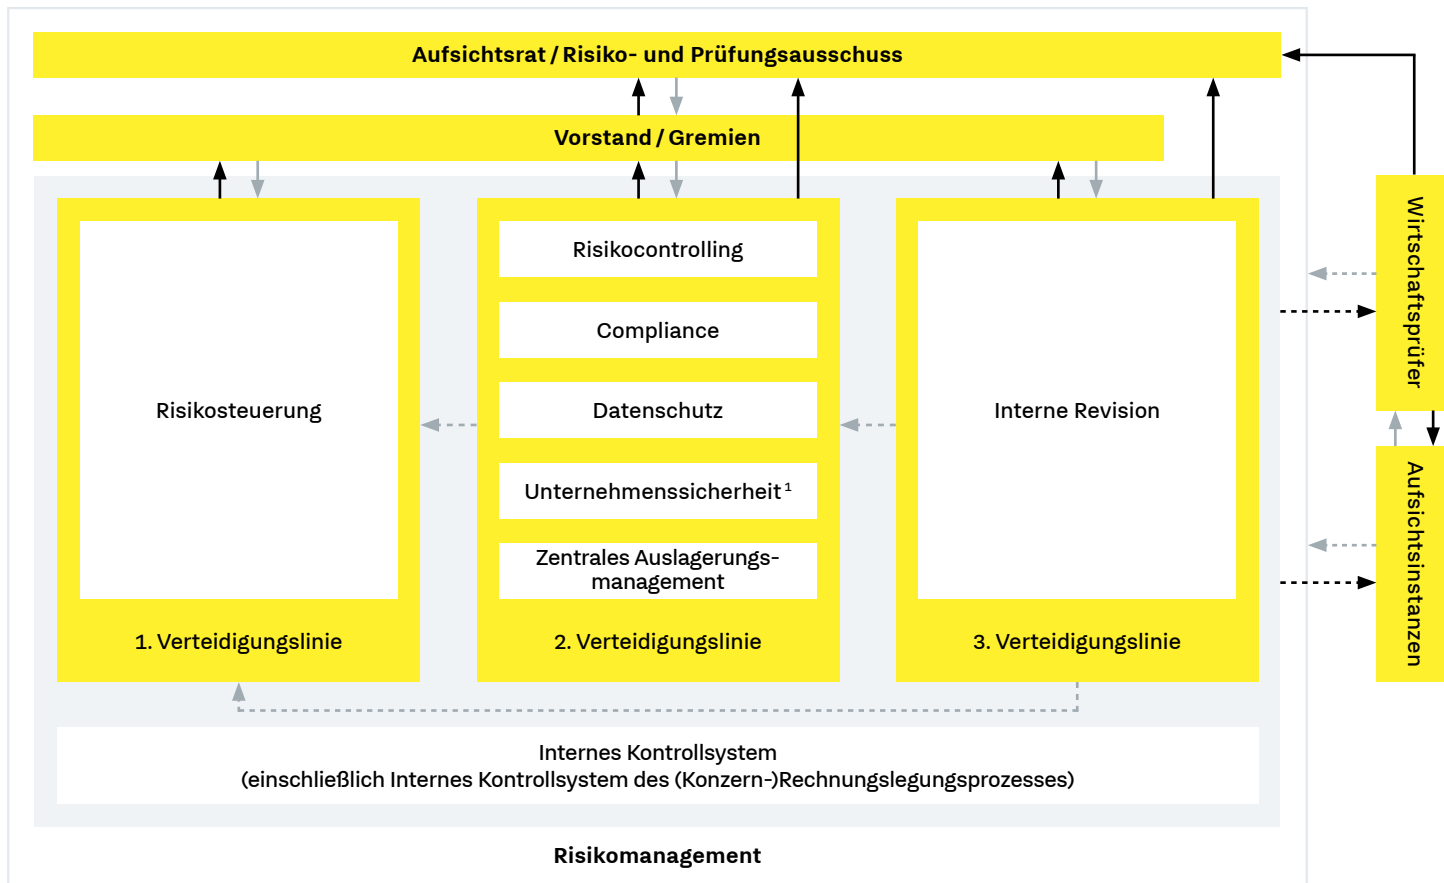 Aufsichtsrat / Risiko- und Prüfungsausschuss
Vorstand / Gremien
Risikosteuerung
1. Verteidigungslinie
Risikocontrolling
Compliance
Datenschutz
Unternehmenssicherheit¹
Zentrales Auslagerungs-
management
2. Verteidigungslinie
Interne Revision
3. Verteidigungslinie
Wirtschaftsprüfer
Aufsichtsinstanzen
Internes Kontrollsystem
(einschließlich Internes Kontrollsystem des (Konzern-)Rechnungslegungsprozesses)
Risikomanagement